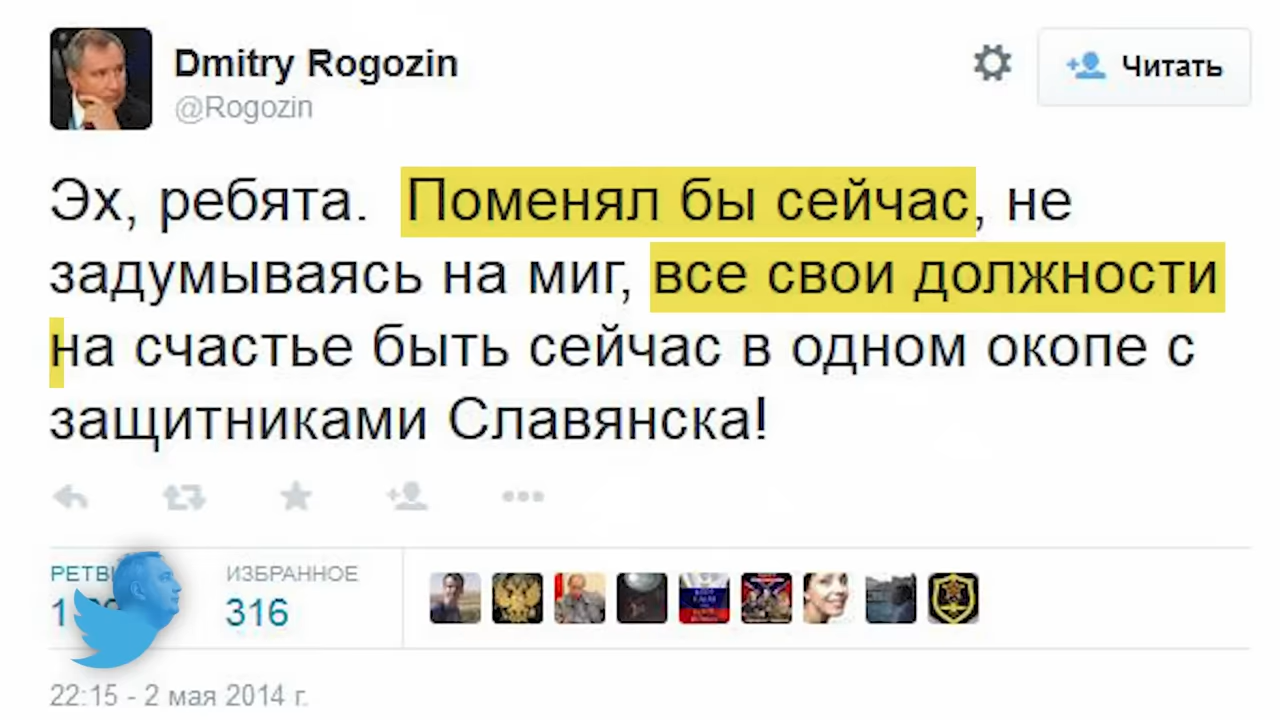 Dmitry Rogozin
@Rogozin
Читать
Эх, ребята. Поменял бы сейчас, не
задумываясь на миг, все свои должности
на счастье быть сейчас в одном окопе с
защитниками Славянска!
ИЗБРАННОЕ
316
22:15 - 2 мая 2014 г.